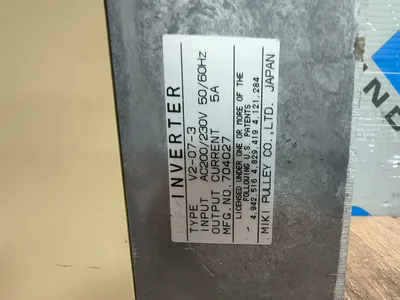 INVERTER
TYPE V2-07-3
INPUT AC200/230V 50/60Hz
OUTPUT CURRENT 5A
MFG.NO. 704027
LICENSED UNDER ONE OR MORE OF THE
FOLLOWING U.S. PATENTS
4.942.516 4.829.419 4.121.284
MIKI PULLEY CO.,LTD. JAPAN
END